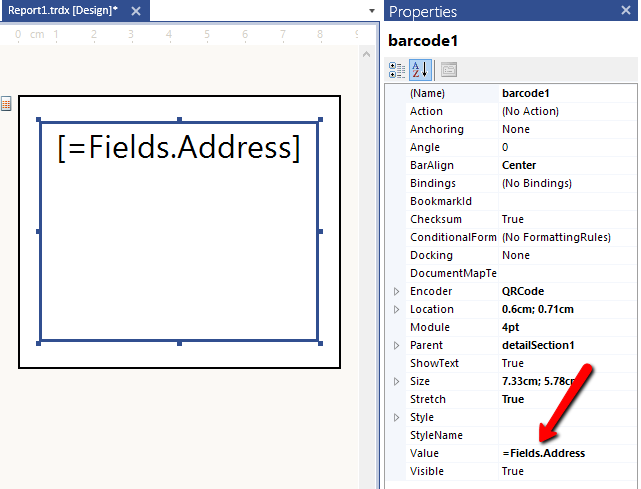 Report1.trdx [Design]* ✕
0 cm 1 2 3 4 5 6 7 8 9
[=Fields.Address]
Properties
barcode1
(Name) barcode1
Action (No Action)
Anchoring None
Angle 0
BarAlign Center
Bindings (No Bindings)
BookmarkId
Checksum True
ConditionalForm (No FormattingRules)
Docking None
DocumentMapTe
Encoder QRCode
Location 0.6cm; 0.71cm
Module 4pt
Parent detailSection1
ShowText True
Size 7.33cm; 5.78cm
Stretch True
Style
StyleName
Value =Fields.Address
Visible True